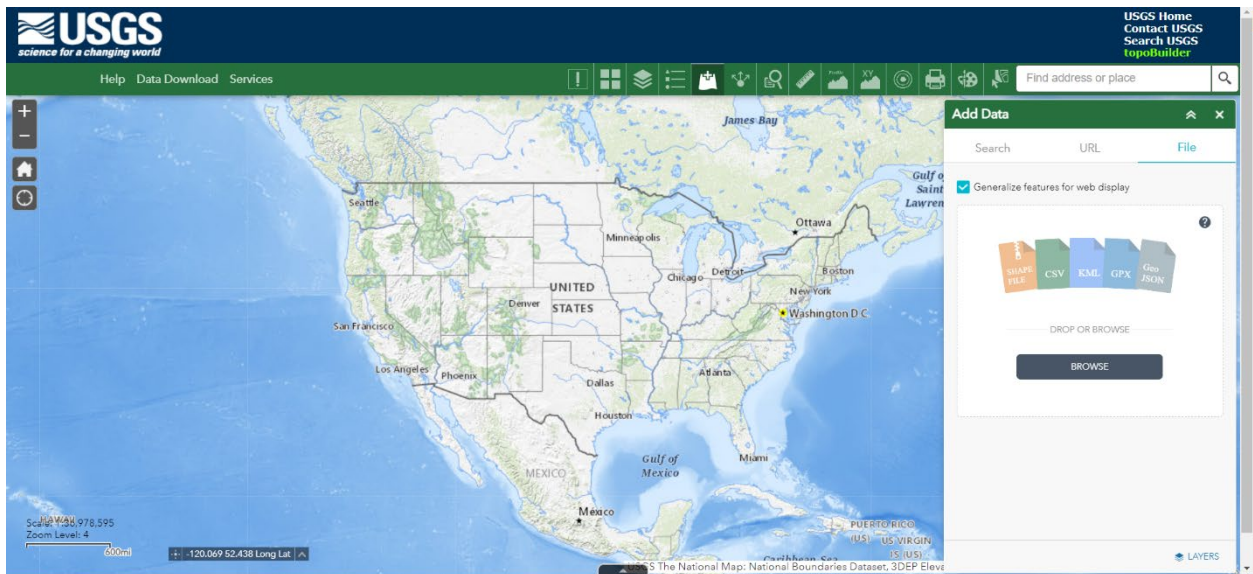 USGS
science for a changing world
USGS Home
Contact USGS
Search USGS
topoBuilder
Help Data Download Services
Profile
XY
Find address or place
+
−
James Bay
Gulf o
Saint
Lawren
Seattle
Ottawa
Minneapolis
Chicago
Detroit
Boston
UNITED
STATES
New York
Denver
Washington D.C.
San Francisco
Los Angeles
Phoenix
Atlanta
Dallas
Houston
Gulf of
Mexico
Miami
MEXICO
México
PUERTO RICO
(US)
US VIRGIN
IS (US)
Caribbean Sea
HAWAII
Zoom Level: 4
600mi
-120.069 52.438 Long Lat
USGS The National Map: National Boundaries Dataset, 3DEP Eleva
Add Data
Search URL File
Generalize features for web display
?
SHAPE
FILE
CSV
KML
GPX
Geo
JSON
DROP OR BROWSE
BROWSE
LAYERS